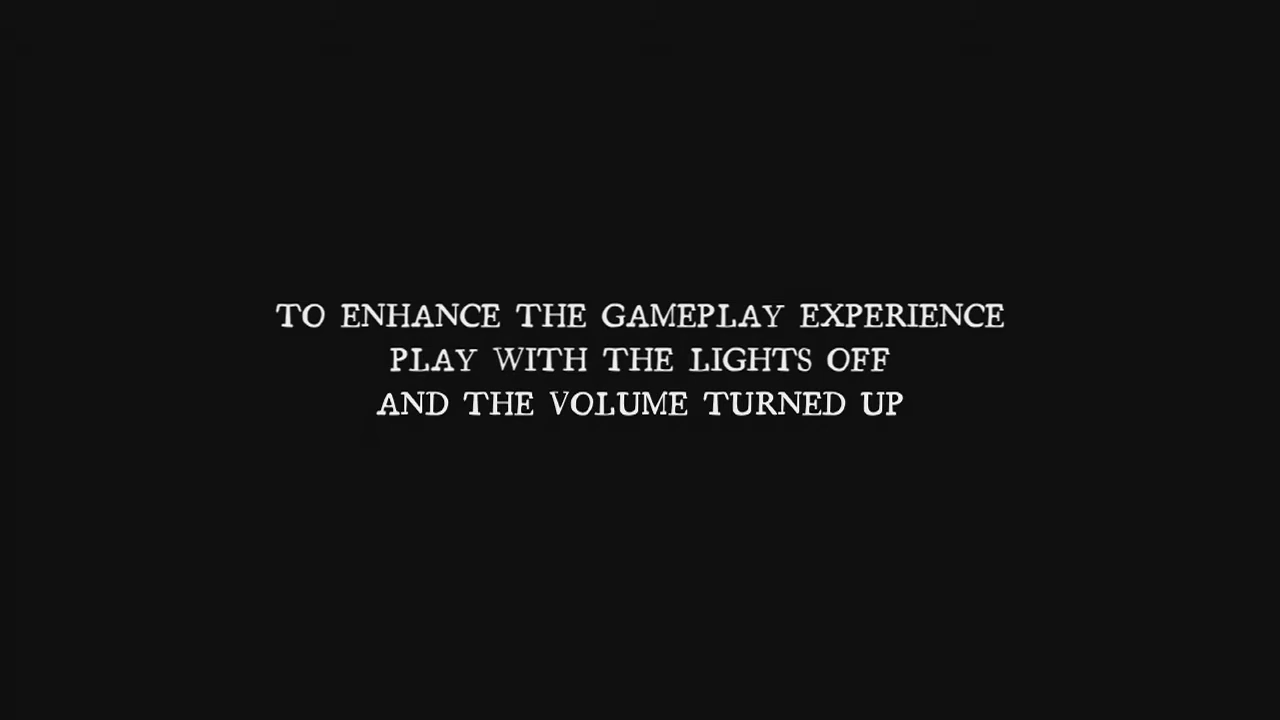 TO ENHANCE THE GAMEPLAY EXPERIENCE
PLAY WITH THE LIGHTS OFF
AND THE VOLUME TURNED UP